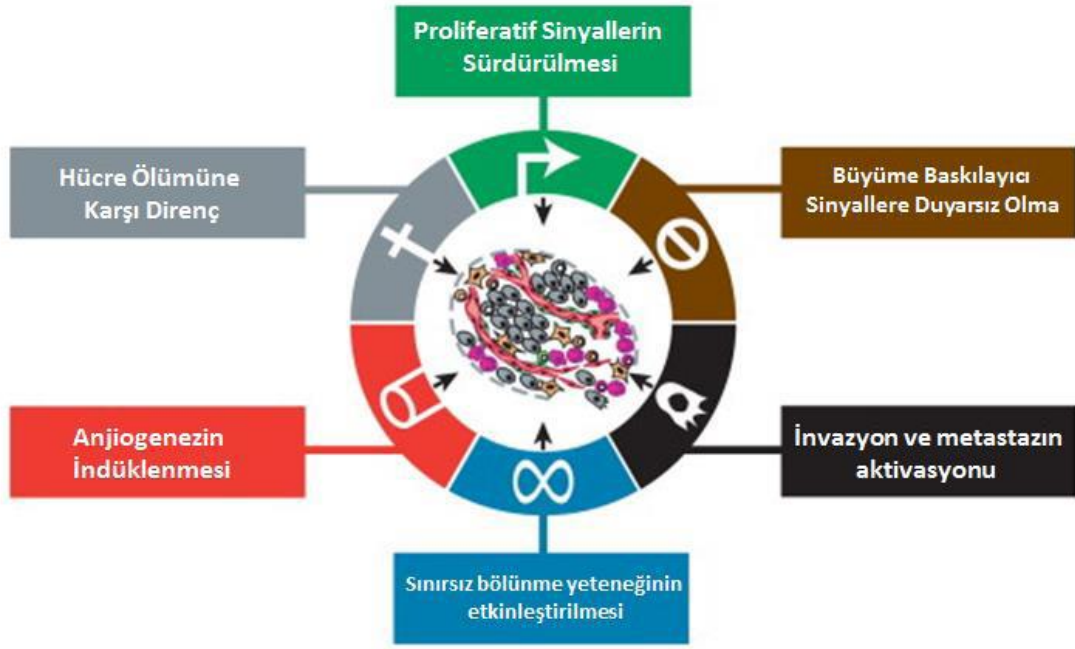 Proliferatif Sinyallerin
Sürdürülmesi
Hücre Ölümüne
Karşı Direnç
Büyüme Baskılayıcı
Sinyallere Duyarsız Olma
Anjiogenezin
İndüklenmesi
İnvazyon ve metastazın
aktivasyonu
Sınırsız bölünme yeteneğinin
etkinleştirilmesi